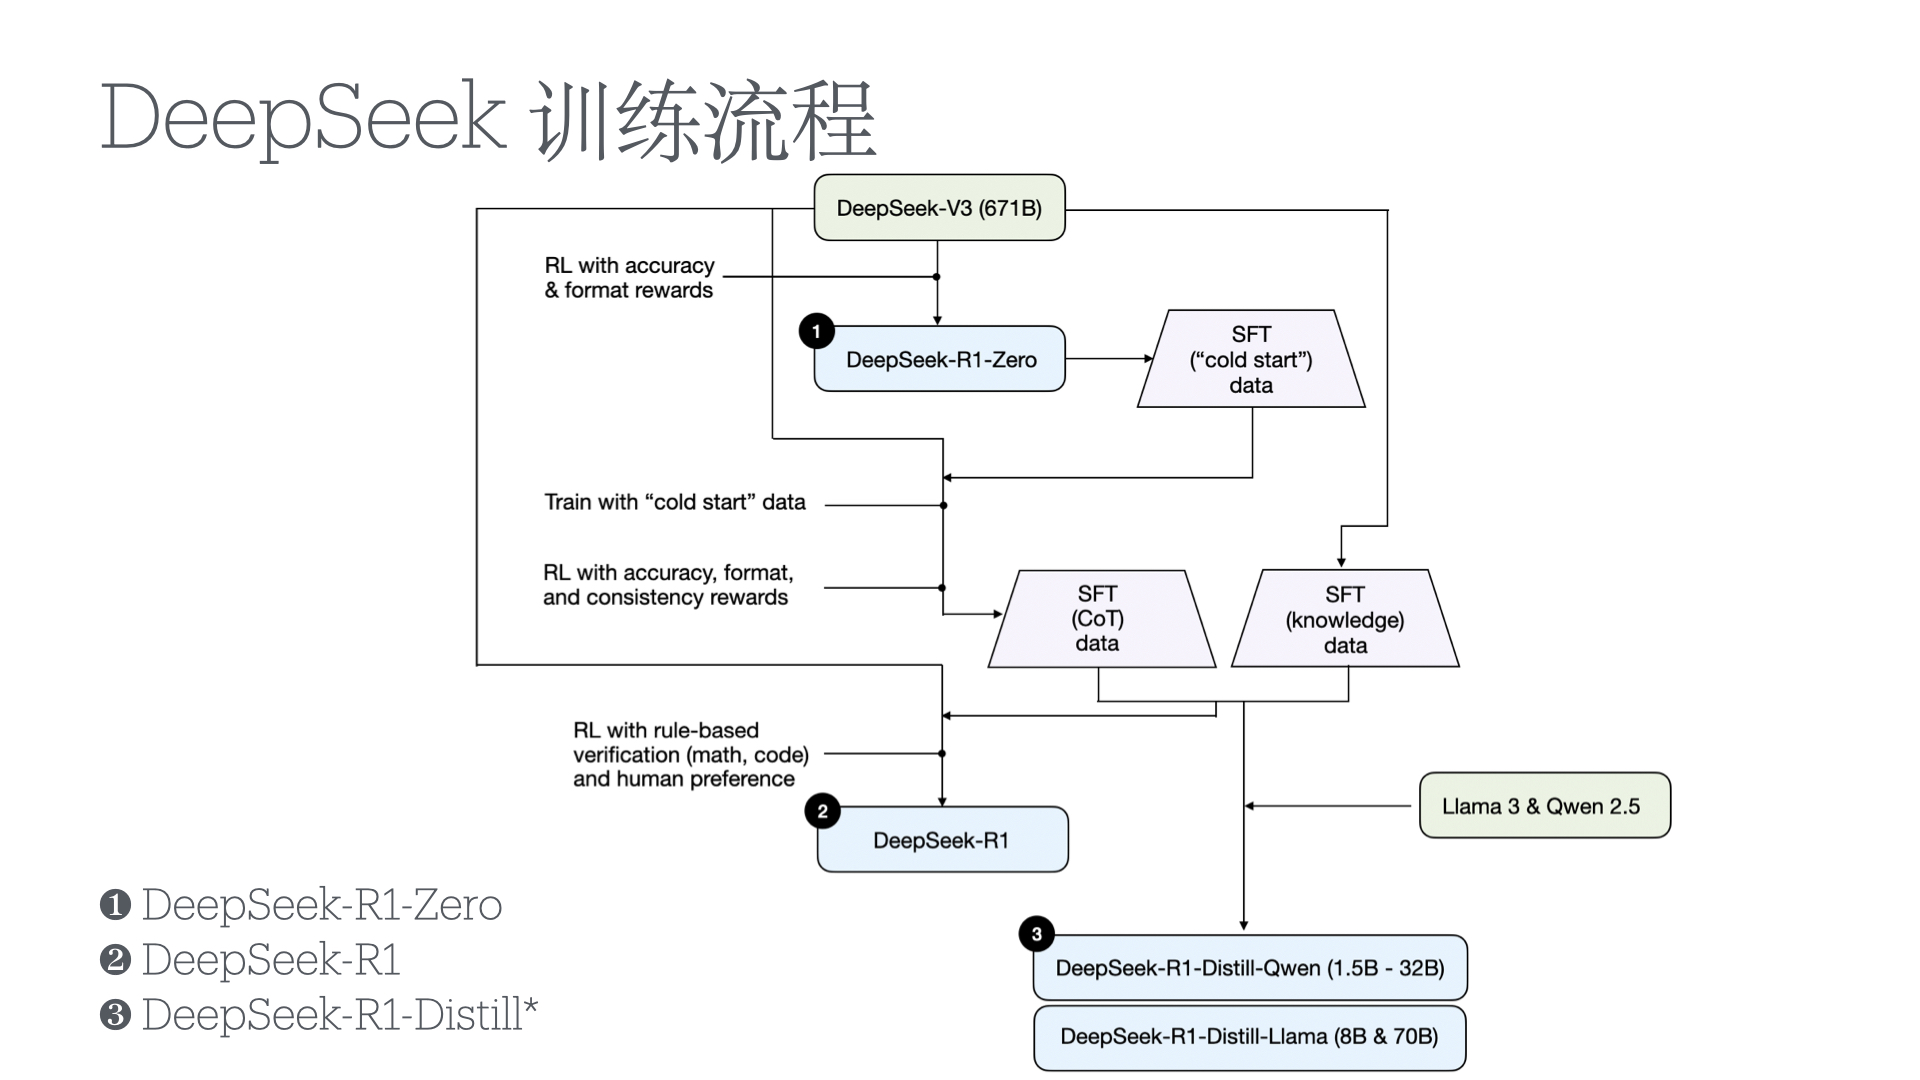 DeepSeek 训练流程
DeepSeek-V3 (671B)
RL with accuracy
& format rewards
1
DeepSeek-R1-Zero
SFT
(“cold start”)
data
Train with “cold start” data
RL with accuracy, format,
and consistency rewards
SFT
(CoT)
data
SFT
(knowledge)
data
RL with rule-based
verification (math, code)
and human preference
2
DeepSeek-R1
Llama 3 & Qwen 2.5
3
DeepSeek-R1-Distill-Qwen (1.5B - 32B)
DeepSeek-R1-Distill-Llama (8B & 70B)
❶ DeepSeek-R1-Zero
❷ DeepSeek-R1
❸ DeepSeek-R1-Distill*